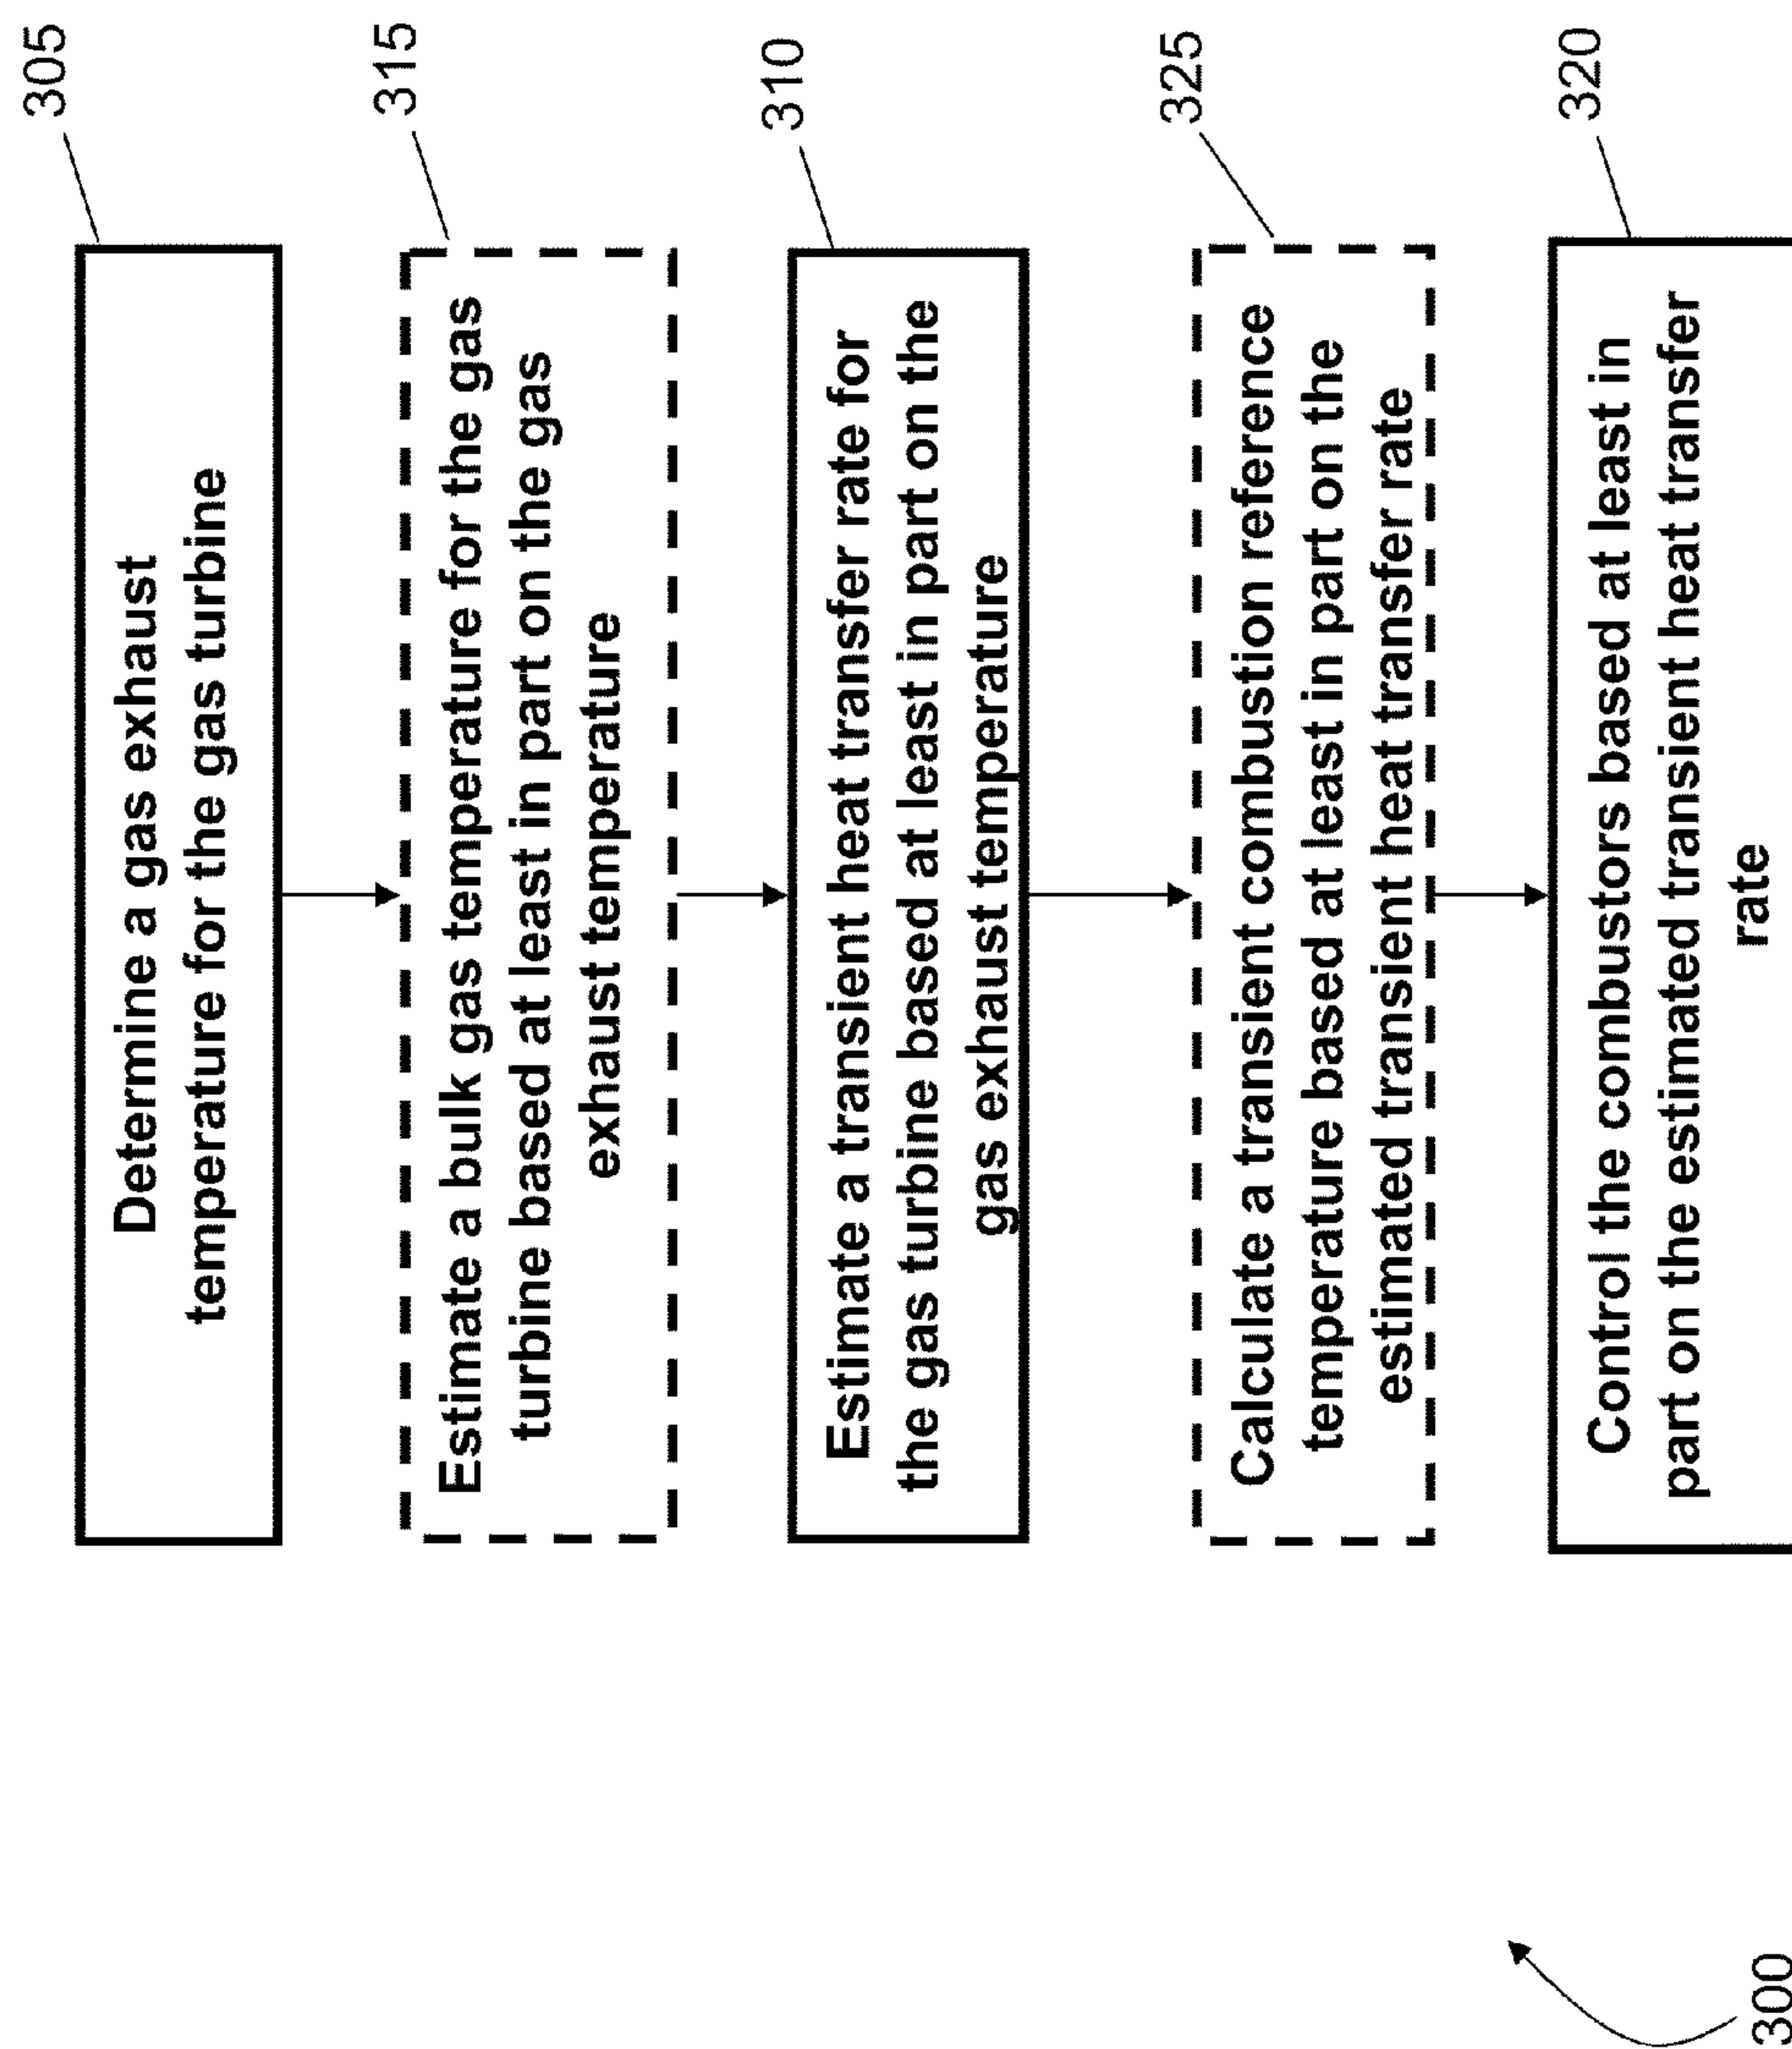 305
Determine a gas exhaust
temperature for the gas turbine
315
Estimate a bulk gas temperature for the gas
turbine based at least in part on the gas
exhaust temperature
310
Estimate a transient heat transfer rate for
the gas turbine based at least in part on the
gas exhaust temperature
325
Calculate a transient combustion reference
temperature based at least in part on the
estimated transient heat transfer rate
320
Control the combustors based at least in
part on the estimated transient heat transfer
rate
300